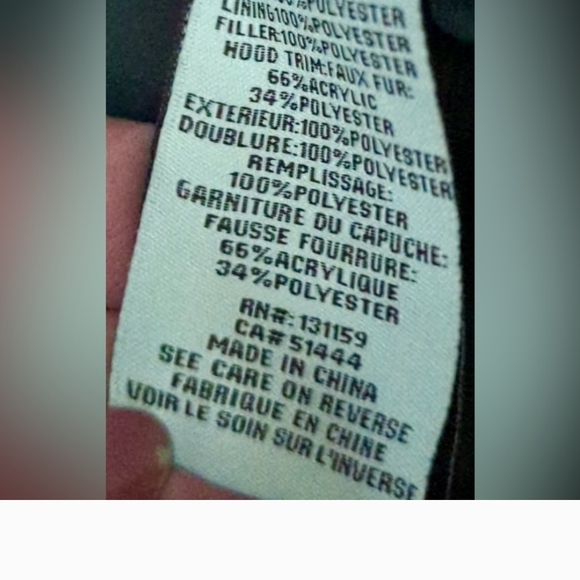 %POLYESTER
LINING100%POLYESTER
FILLER:100%POLYESTER
HOOD TRIM:FAUX FUR:
66%ACRYLIC
34%POLYESTER
EXTERIEUR:100%POLYESTER
DOUBLURE:100%POLYESTER
REMPLISSAGE:
100%POLYESTER
GARNITURE DU CAPUCHE:
FAUSSE FOURRURE:
66%ACRYLIQUE
34%POLYESTER
RN#:131159
CA#51444
MADE IN CHINA
SEE CARE ON REVERSE
FABRIQUE EN CHINE
VOIR LE SOIN SUR L'INVERSE